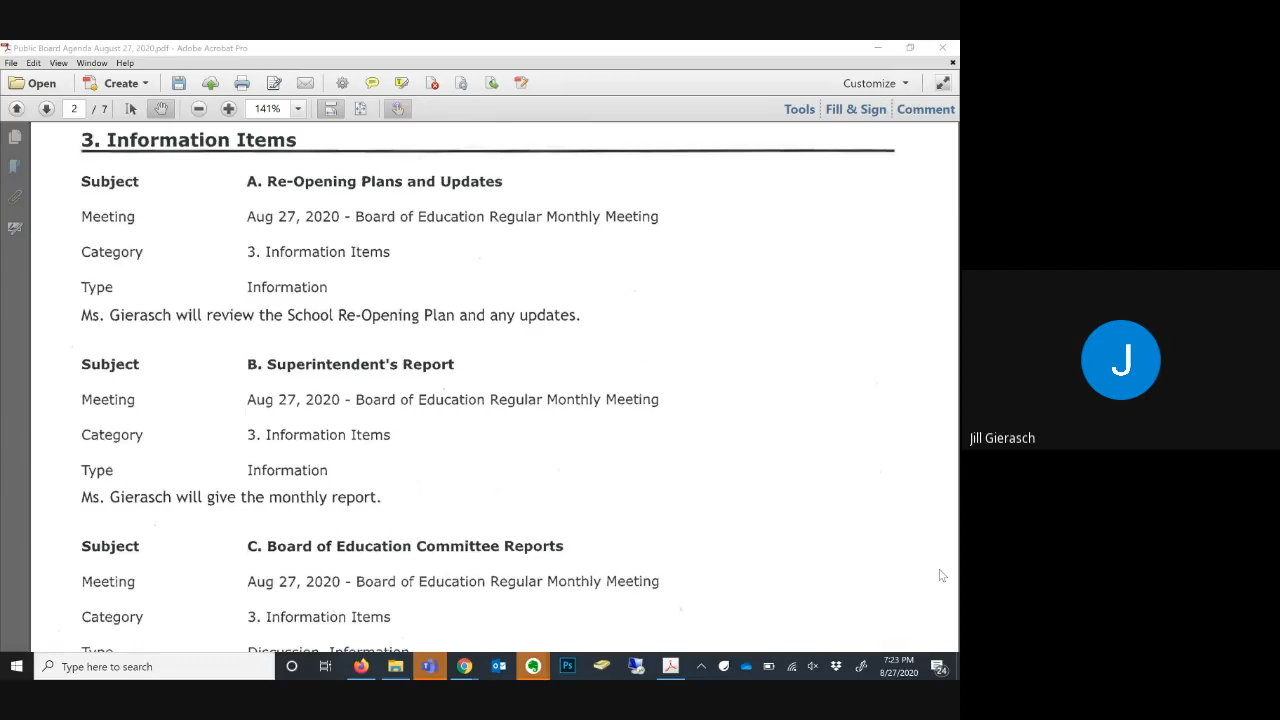 Public Board Agenda August 27, 2020.pdf - Adobe Acrobat Pro
File Edit View Window Help
Open Create Customize
2 / 7 141% Tools Fill & Sign Comment
3. Information Items
Subject A. Re-Opening Plans and Updates
Meeting Aug 27, 2020 - Board of Education Regular Monthly Meeting
Category 3. Information Items
Type Information
Ms. Gierasch will review the School Re-Opening Plan and any updates.
Subject B. Superintendent's Report
Meeting Aug 27, 2020 - Board of Education Regular Monthly Meeting
Category 3. Information Items
Type Information
Ms. Gierasch will give the monthly report.
Subject C. Board of Education Committee Reports
Meeting Aug 27, 2020 - Board of Education Regular Monthly Meeting
Category 3. Information Items
Type Discussion, Information
J
Jill Gierasch
Type here to search
Ps
7:23 PM
8/27/2020
24